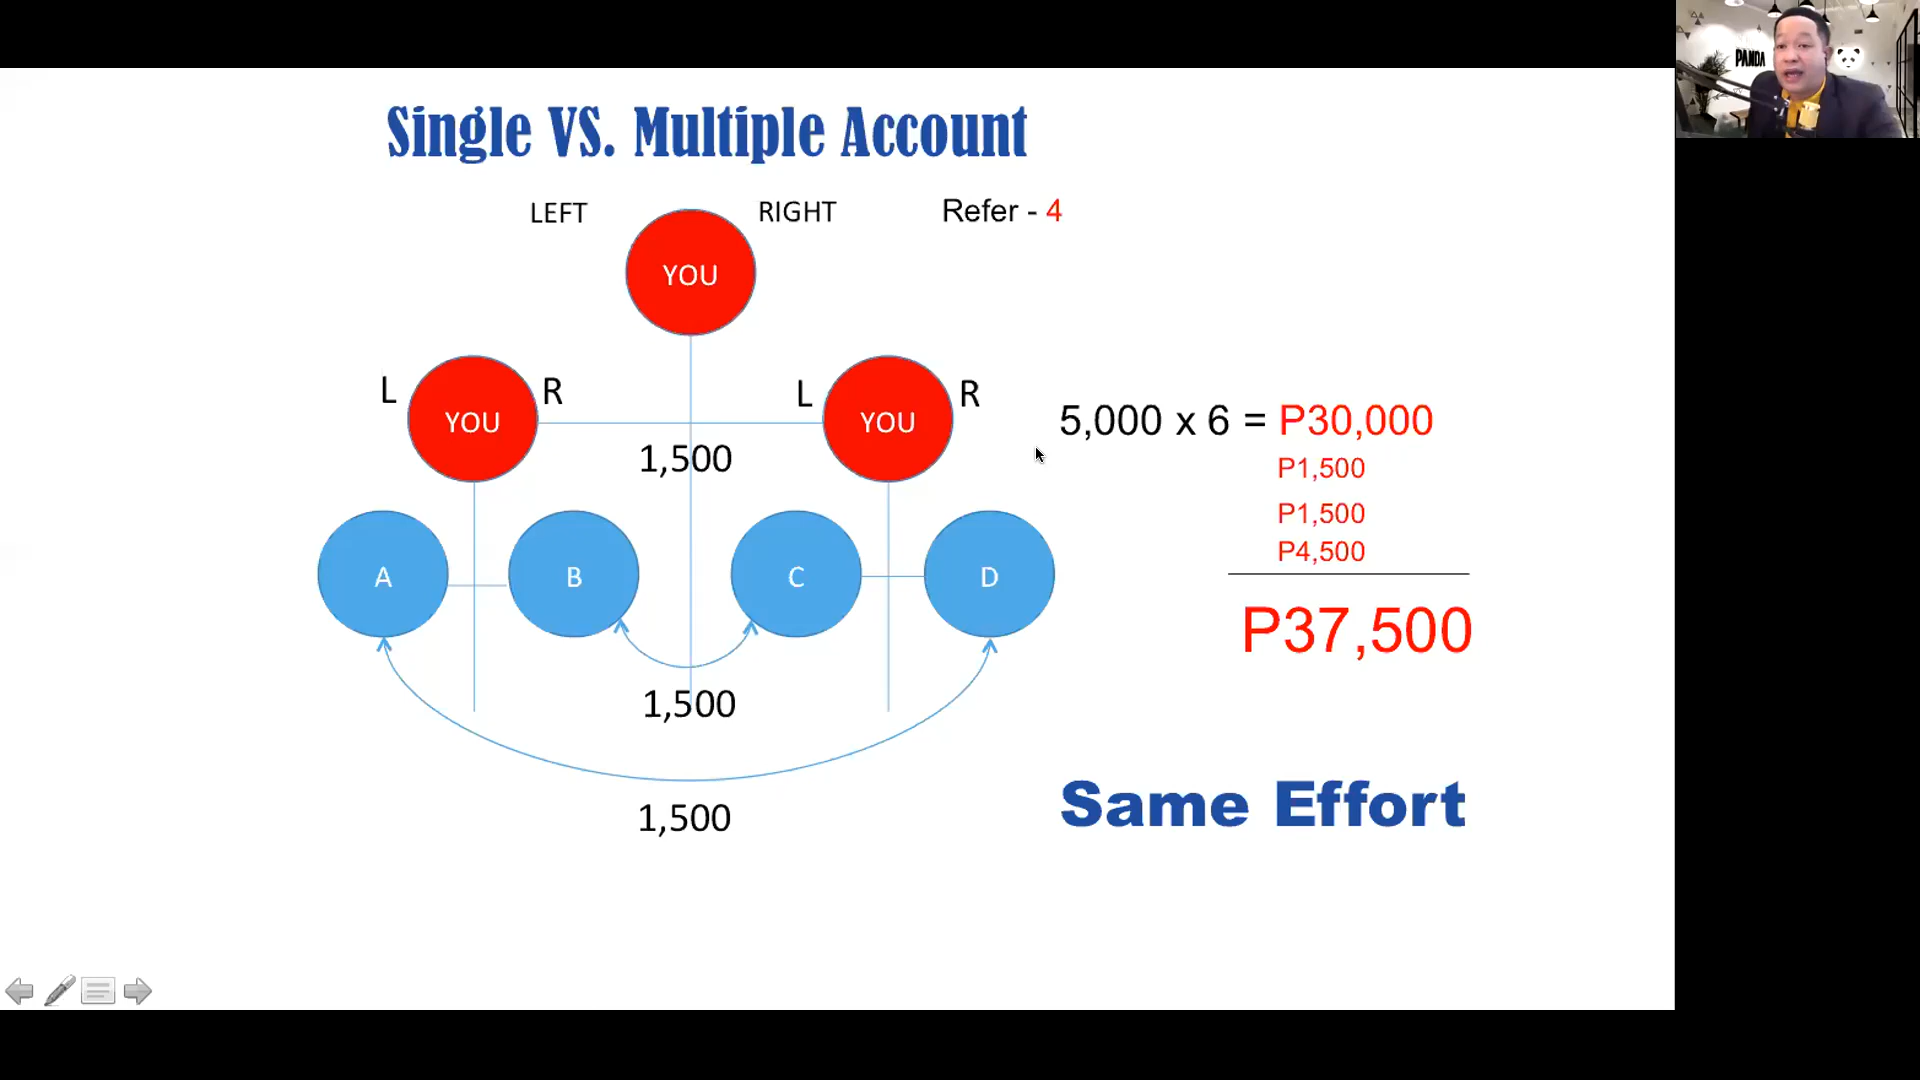 PANDA
Single VS. Multiple Account
LEFT
RIGHT
Refer - 4
YOU
L
YOU
R
L
YOU
R
1,500
5,000 x 6 = P30,000
P1,500
P1,500
P4,500
P37,500
A
B
C
D
1,500
1,500
Same Effort